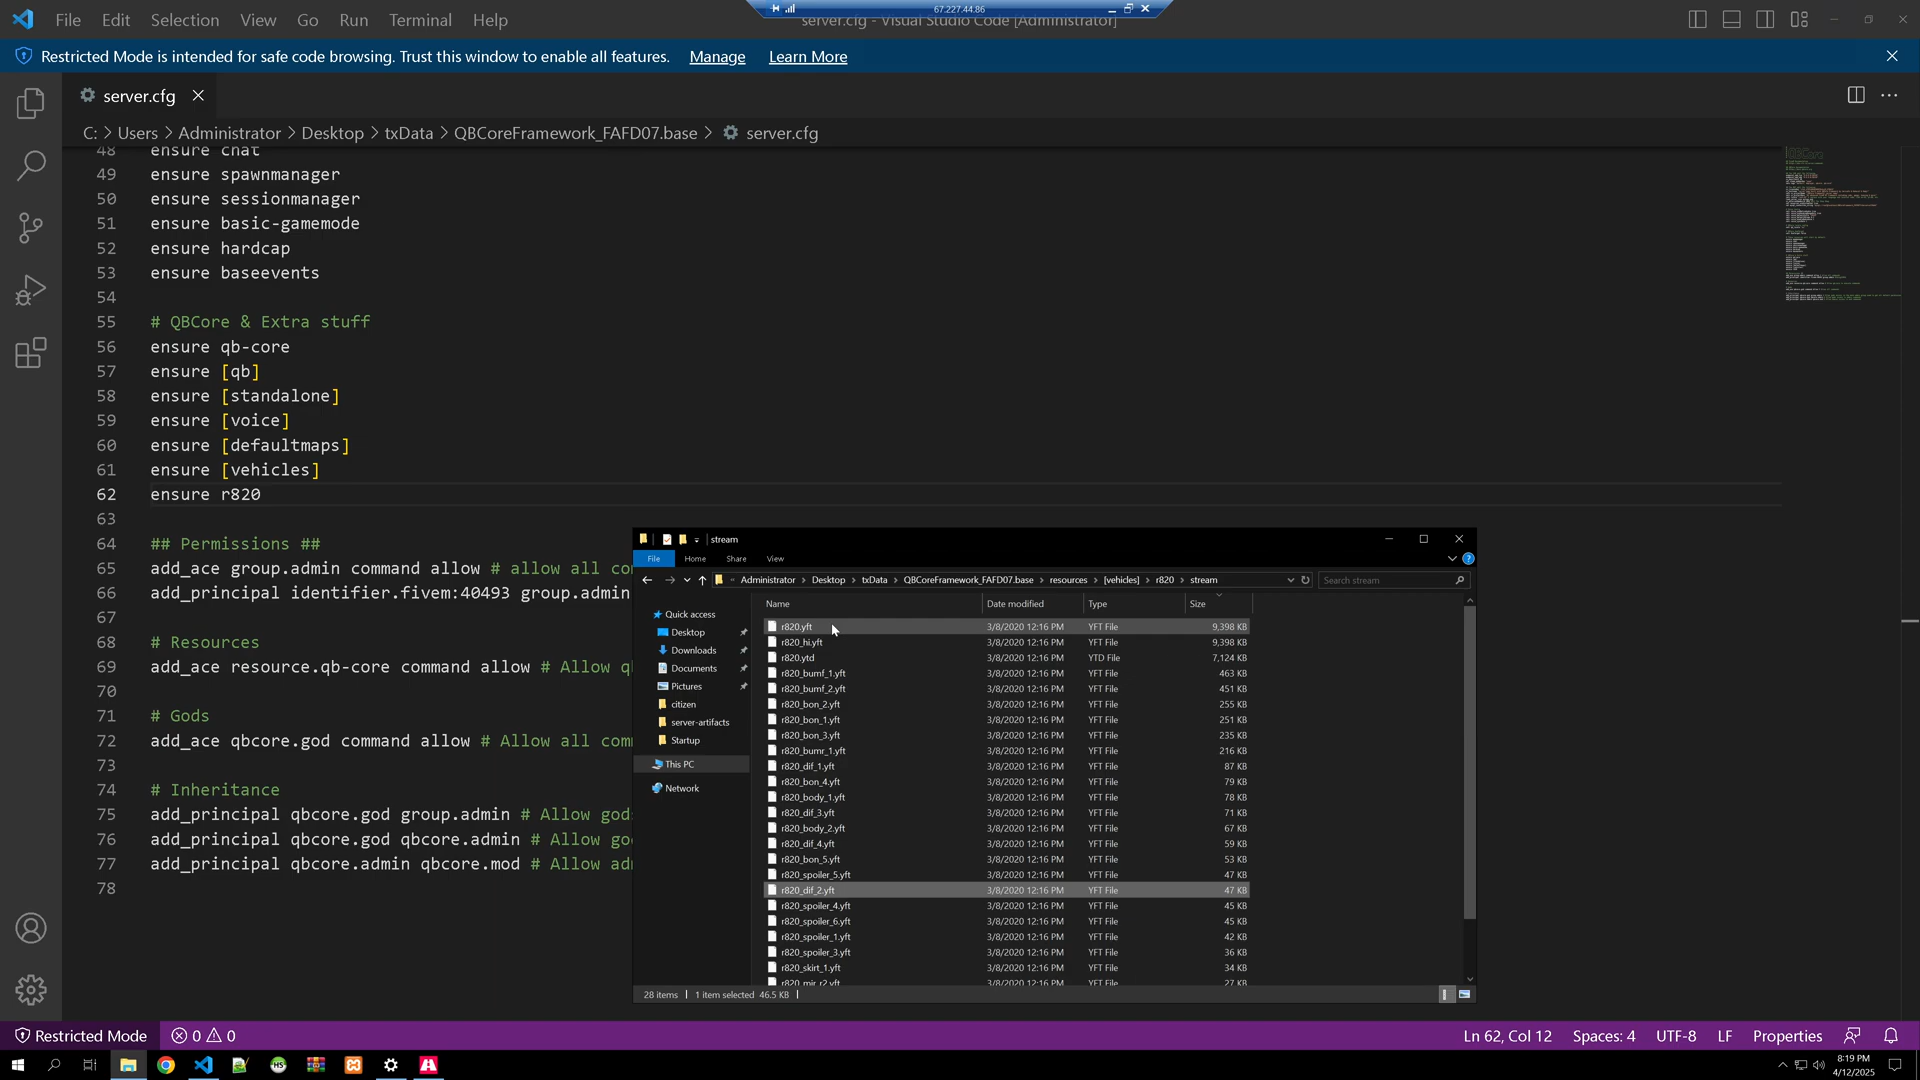 67.227.44.86
File Edit Selection View Go Run Terminal Help
server.cfg - Visual Studio Code [Administrator]
Restricted Mode is intended for safe code browsing. Trust this window to enable all features. Manage Learn More
server.cfg
C: > Users > Administrator > Desktop > txData > QBCoreFramework_FAFD07.base > server.cfg
48 ensure chat
49 ensure spawnmanager
50 ensure sessionmanager
51 ensure basic-gamemode
52 ensure hardcap
53 ensure baseevents
54
55 # QBCore & Extra stuff
56 ensure qb-core
57 ensure [qb]
58 ensure [standalone]
59 ensure [voice]
60 ensure [defaultmaps]
61 ensure [vehicles]
62 ensure r820
63
64 ## Permissions ##
65 add_ace group.admin command allow # allow all co
66 add_principal identifier.fivem:40493 group.admin
67
68 # Resources
69 add_ace resource.qb-core command allow # Allow q
70
71 # Gods
72 add_ace qbcore.god command allow # Allow all com
73
74 # Inheritance
75 add_principal qbcore.god group.admin # Allow god
76 add_principal qbcore.god qbcore.admin # Allow go
77 add_principal qbcore.admin qbcore.mod # Allow ad
78
stream
File Home Share View
« Administrator > Desktop > txData > QBCoreFramework_FAFD07.base > resources > [vehicles] > r820 > stream
Search stream
Quick access
Desktop
Downloads
Documents
Pictures
citizen
server-artifacts
Startup
This PC
Network
Name Date modified Type Size
r820.yft 3/8/2020 12:16 PM YFT File 9,398 KB
r820_hi.yft 3/8/2020 12:16 PM YFT File 9,398 KB
r820.ytd 3/8/2020 12:16 PM YTD File 7,124 KB
r820_bumf_1.yft 3/8/2020 12:16 PM YFT File 463 KB
r820_bumf_2.yft 3/8/2020 12:16 PM YFT File 451 KB
r820_bon_2.yft 3/8/2020 12:16 PM YFT File 255 KB
r820_bon_1.yft 3/8/2020 12:16 PM YFT File 251 KB
r820_bon_3.yft 3/8/2020 12:16 PM YFT File 235 KB
r820_bumr_1.yft 3/8/2020 12:16 PM YFT File 216 KB
r820_dif_1.yft 3/8/2020 12:16 PM YFT File 87 KB
r820_bon_4.yft 3/8/2020 12:16 PM YFT File 79 KB
r820_body_1.yft 3/8/2020 12:16 PM YFT File 78 KB
r820_dif_3.yft 3/8/2020 12:16 PM YFT File 71 KB
r820_body_2.yft 3/8/2020 12:16 PM YFT File 67 KB
r820_dif_4.yft 3/8/2020 12:16 PM YFT File 59 KB
r820_bon_5.yft 3/8/2020 12:16 PM YFT File 53 KB
r820_spoiler_5.yft 3/8/2020 12:16 PM YFT File 47 KB
r820_dif_2.yft 3/8/2020 12:16 PM YFT File 47 KB
r820_spoiler_4.yft 3/8/2020 12:16 PM YFT File 45 KB
r820_spoiler_6.yft 3/8/2020 12:16 PM YFT File 45 KB
r820_spoiler_1.yft 3/8/2020 12:16 PM YFT File 42 KB
r820_spoiler_3.yft 3/8/2020 12:16 PM YFT File 36 KB
r820_skirt_1.yft 3/8/2020 12:16 PM YFT File 34 KB
r820_mir_r2.yft 3/8/2020 12:16 PM YFT File 27 KB
28 items 1 item selected 46.5 KB
Restricted Mode 0 0 Ln 62, Col 12 Spaces: 4 UTF-8 LF Properties
8:19 PM
4/12/2025